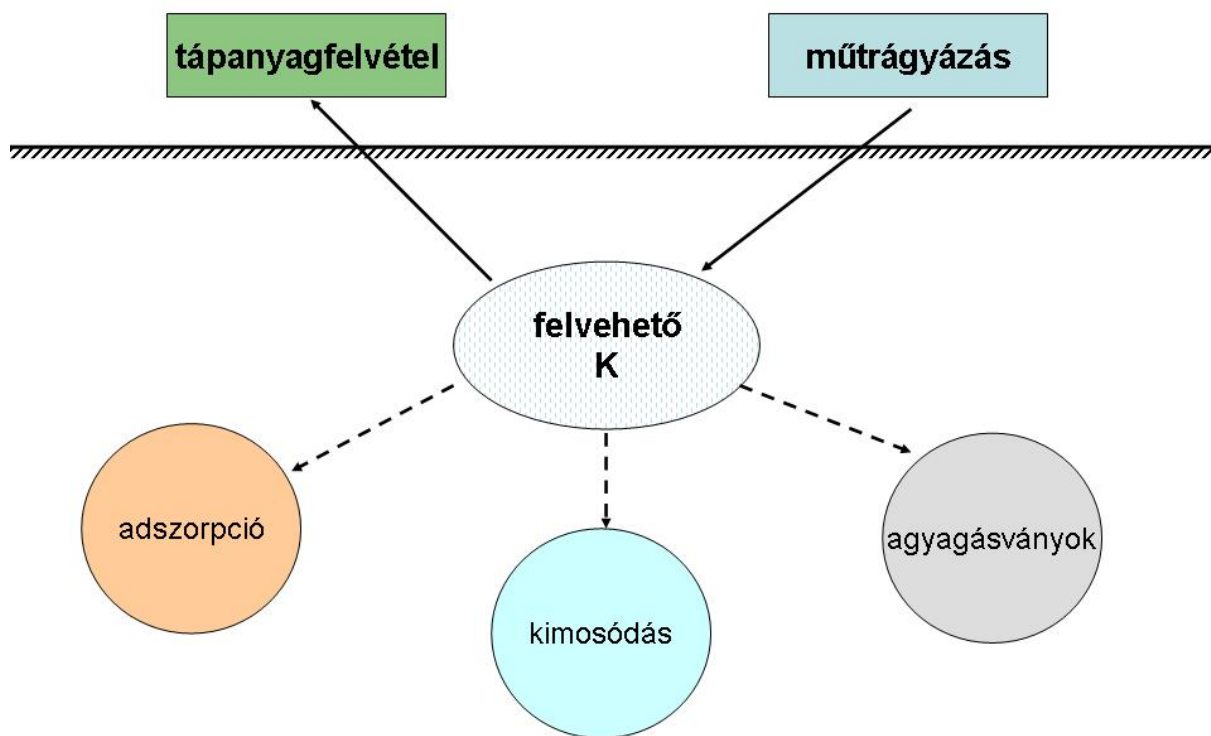 tápanyagfelvétel
műtrágyázás
felvehető
K
adszorpció
agyagásványok
kimosódás